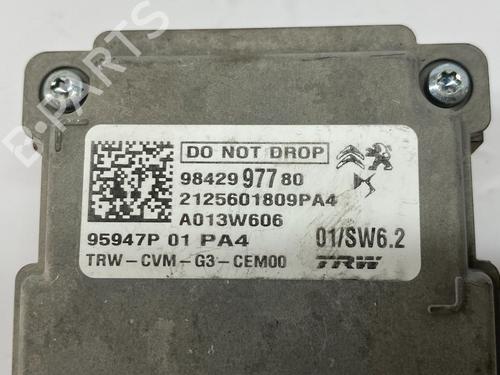 B-PARTS
DO NOT DROP
98429 977 80
2125601809PA4
A013W606
95947P 01 PA4
01/SW6.2
TRW-CVM-G3-CEM00
TRW